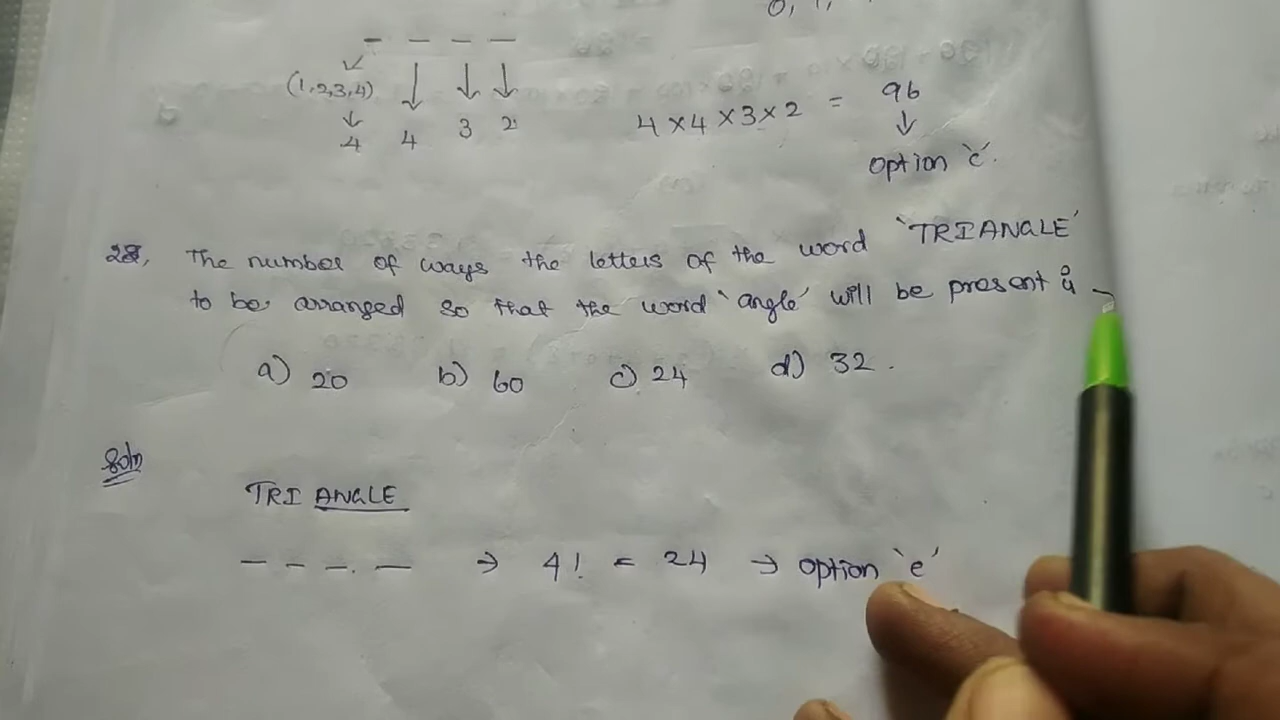 0, 1,
(1,2,3,4)
4 4 3 2
4 × 4 × 3 × 2 = 96
option 'c'.
28, The number of ways the letters of the word 'TRIANGLE'
to be arranged so that the word 'angle' will be present is
a) 20 b) 60 c) 24 d) 32.
Soln
TRI ANGLE
_ _ _ _ → 4! = 24 → option 'c'